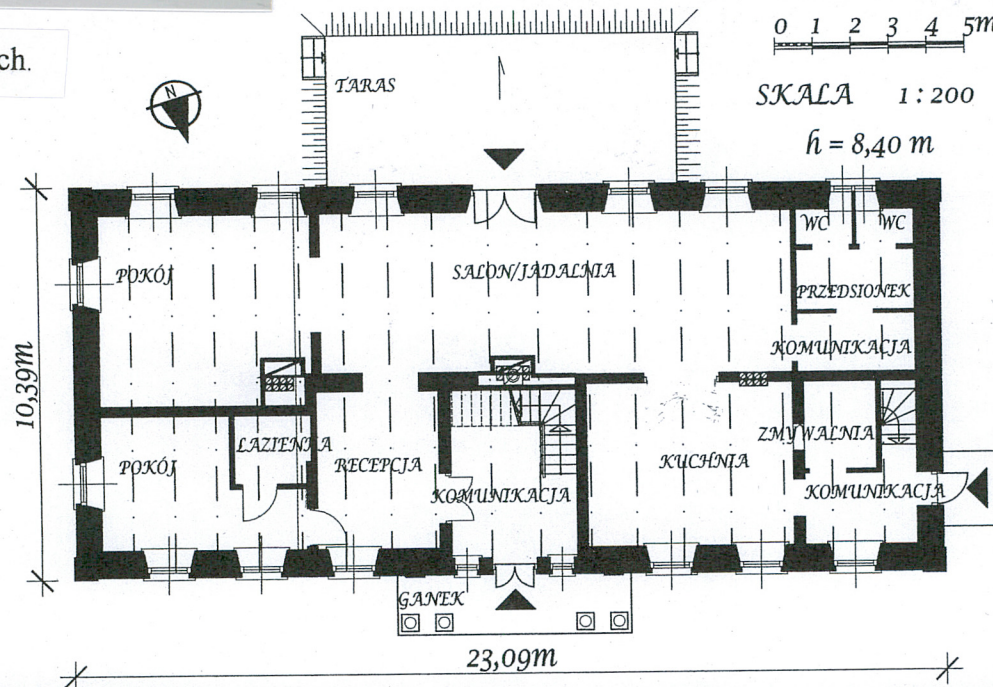 ch.
0 1 2 3 4 5m
SKALA 1:200
h = 8,40 m
N
TARAS
WC WC
POKÓJ
SALON/JADALNIA
PRZEDSIONEK
KOMUNIKACJA
10,39m
ŁAZIENKA
ZMYWALNIA
POKÓJ
RECEPCJA
KUCHNIA
KOMUNIKACJA
KOMUNIKACJA
GANEK
23,09m